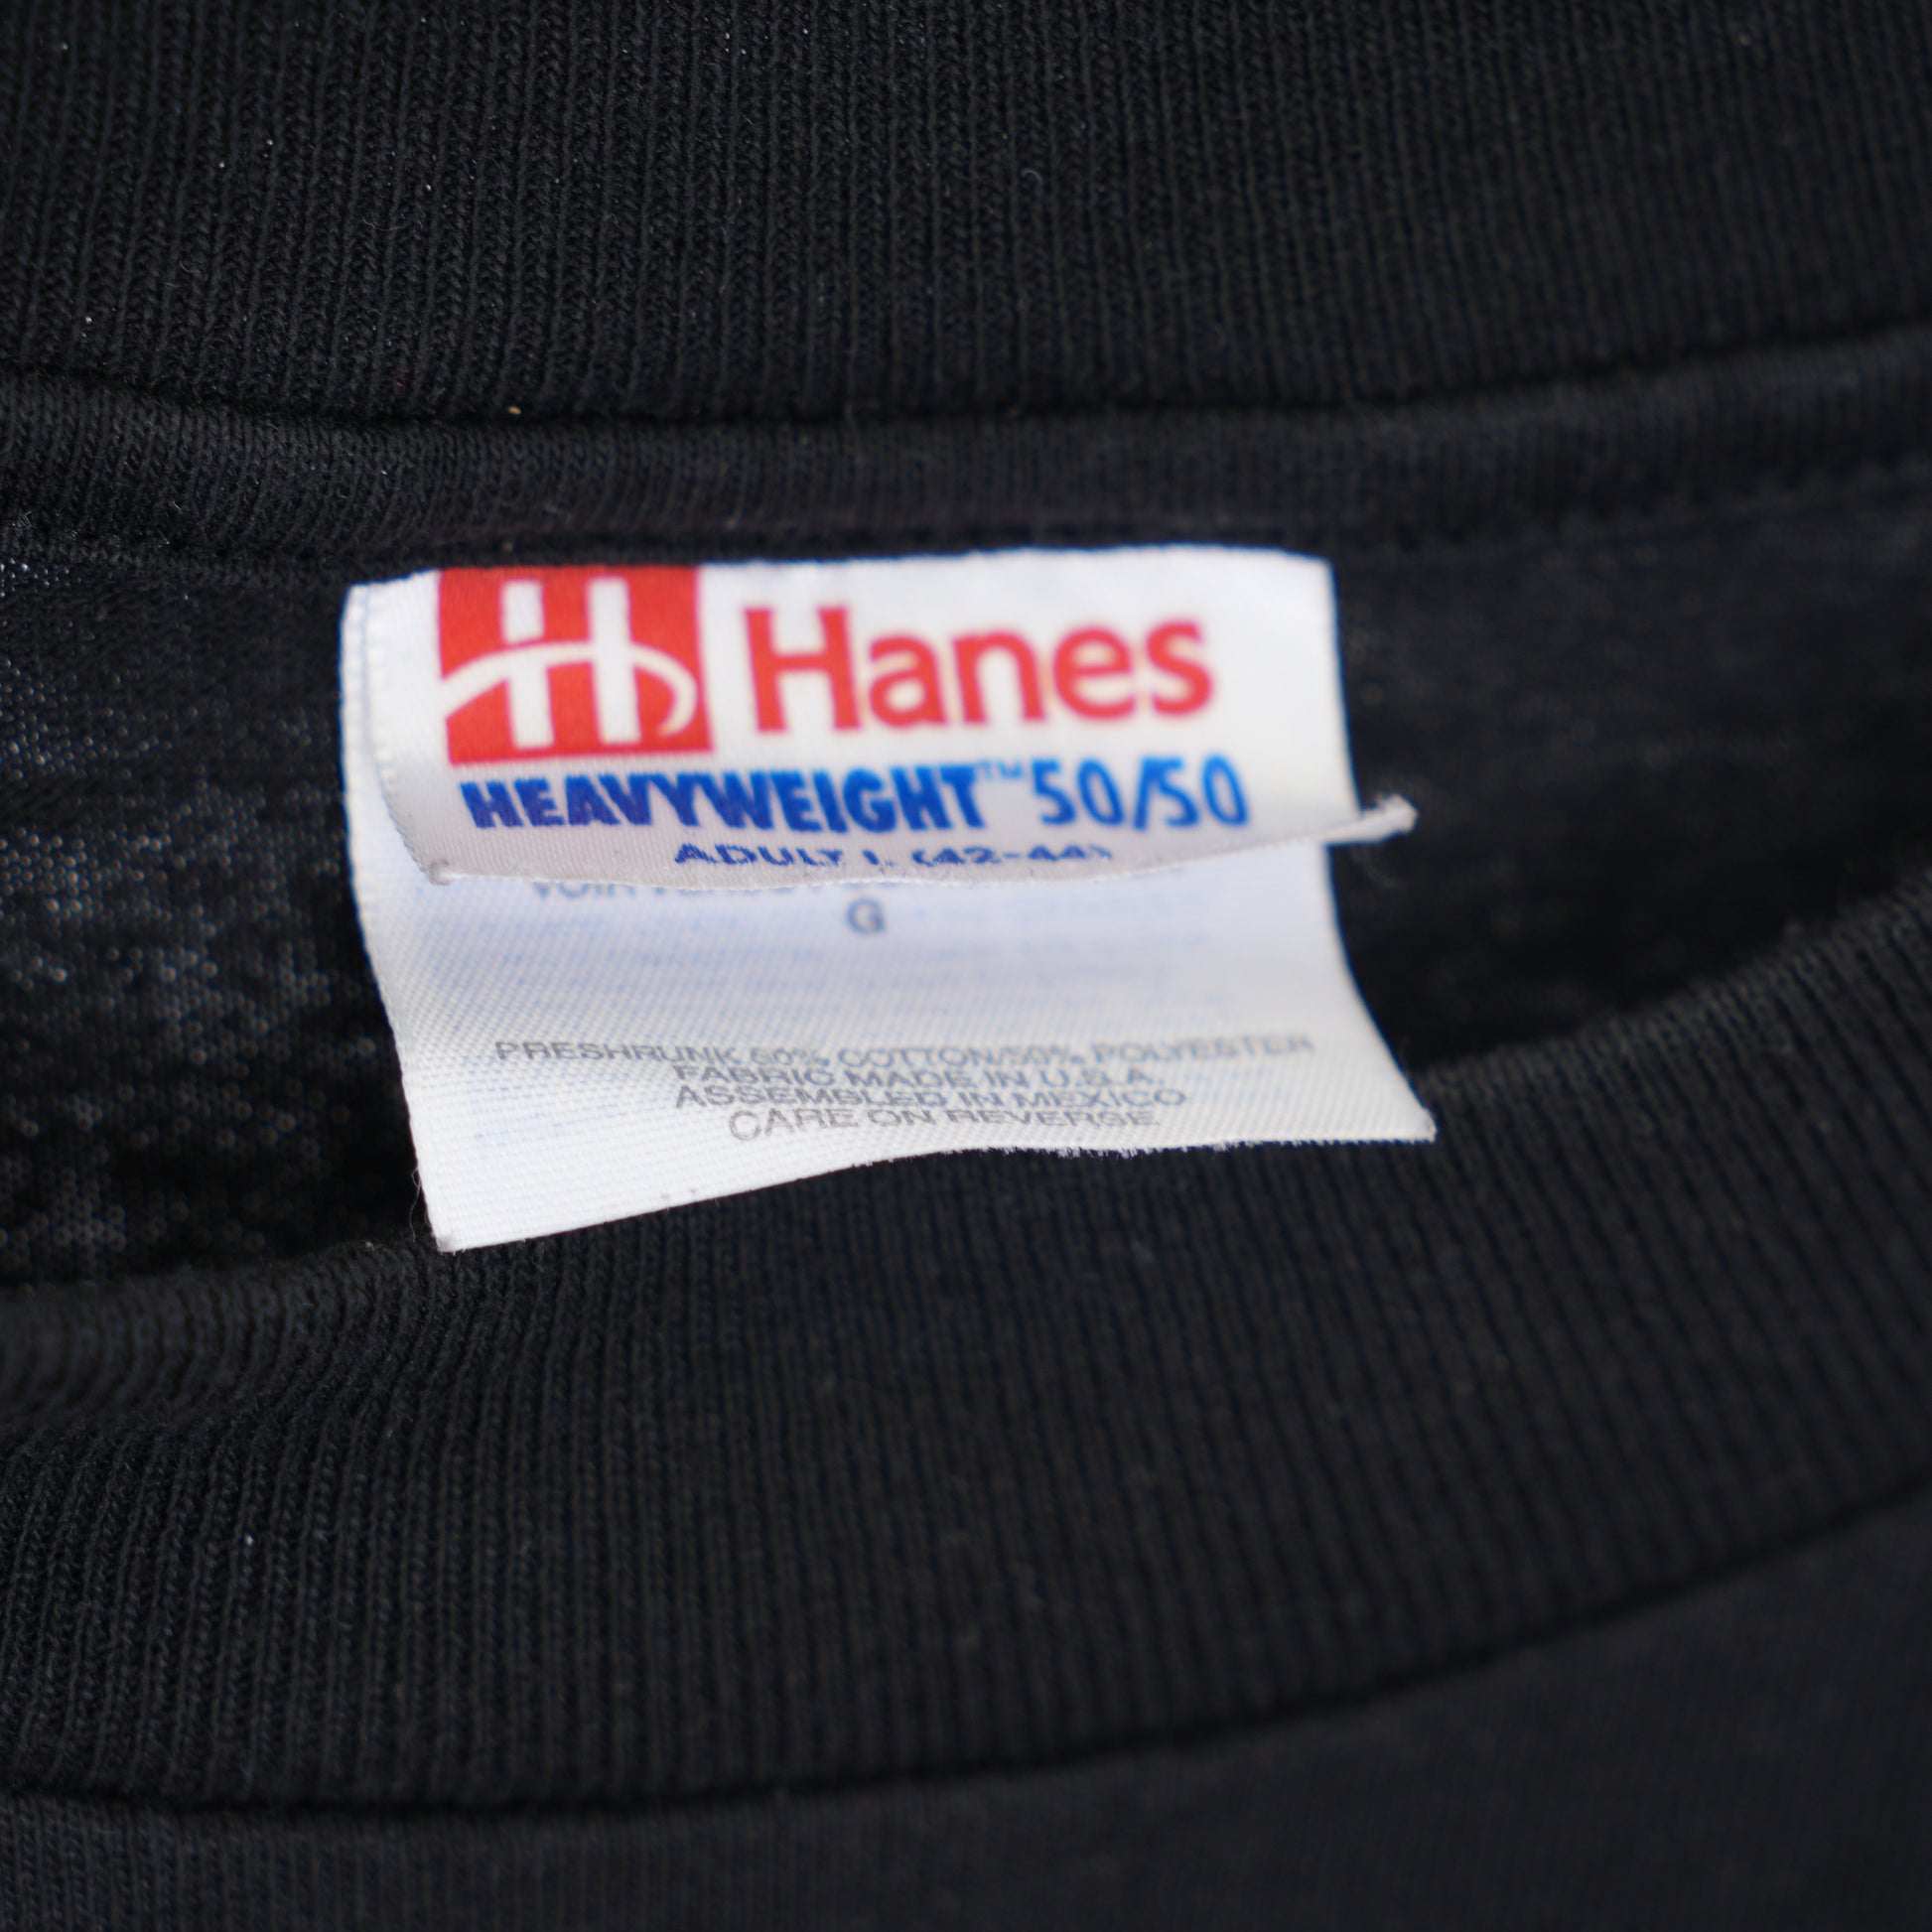 Hanes
HEAVYWEIGHT™ 50/50
ADULT L (42-44)
VOIR
G
PRESHRUNK 50% COTTON/50% POLYESTER
FABRIC MADE IN U.S.A.
ASSEMBLED IN MEXICO
CARE ON REVERSE